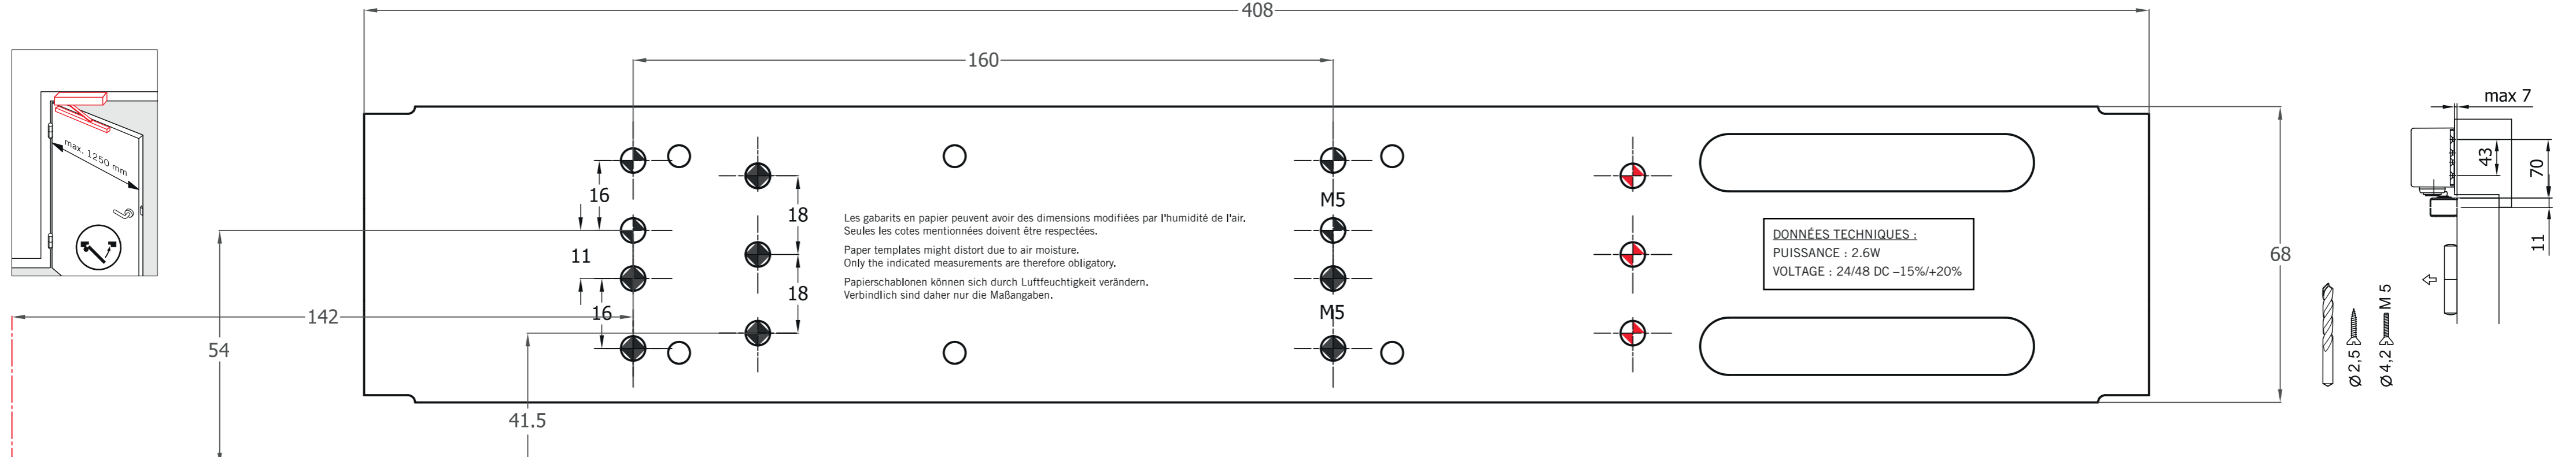 408
160
max 7
max. 1250 mm
43
70
16
M5
18
Les gabarits en papier peuvent avoir des dimensions modifiées par l'humidité de l'air.
Seules les cotes mentionnées doivent être respectées.
Paper templates might distort due to air moisture.
Only the indicated measurements are therefore obligatory.
Papierschablonen können sich durch Luftfeuchtigkeit verändern.
Verbindlich sind daher nur die Maßangaben.
DONNÉES TECHNIQUES :
PUISSANCE : 2.6W
VOLTAGE : 24/48 DC –15%/+20%
11
68
11
18
16
M5
142
54
41.5
Ø 2,5
Ø 4,2 M 5